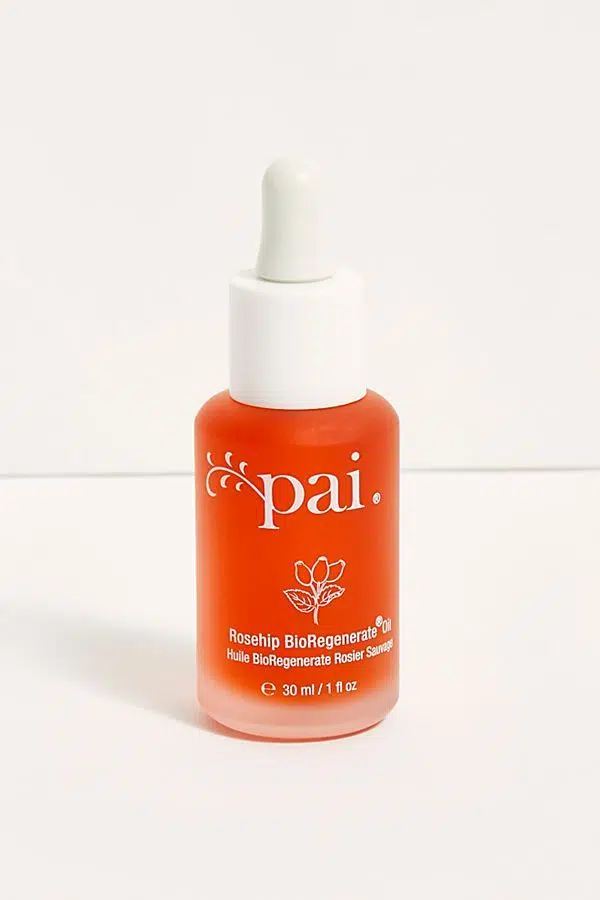 pai.®
Rosehip BioRegenerate® Oil
Huile BioRegenerate Rosier Sauvage
℮ 30 ml / 1 fl oz